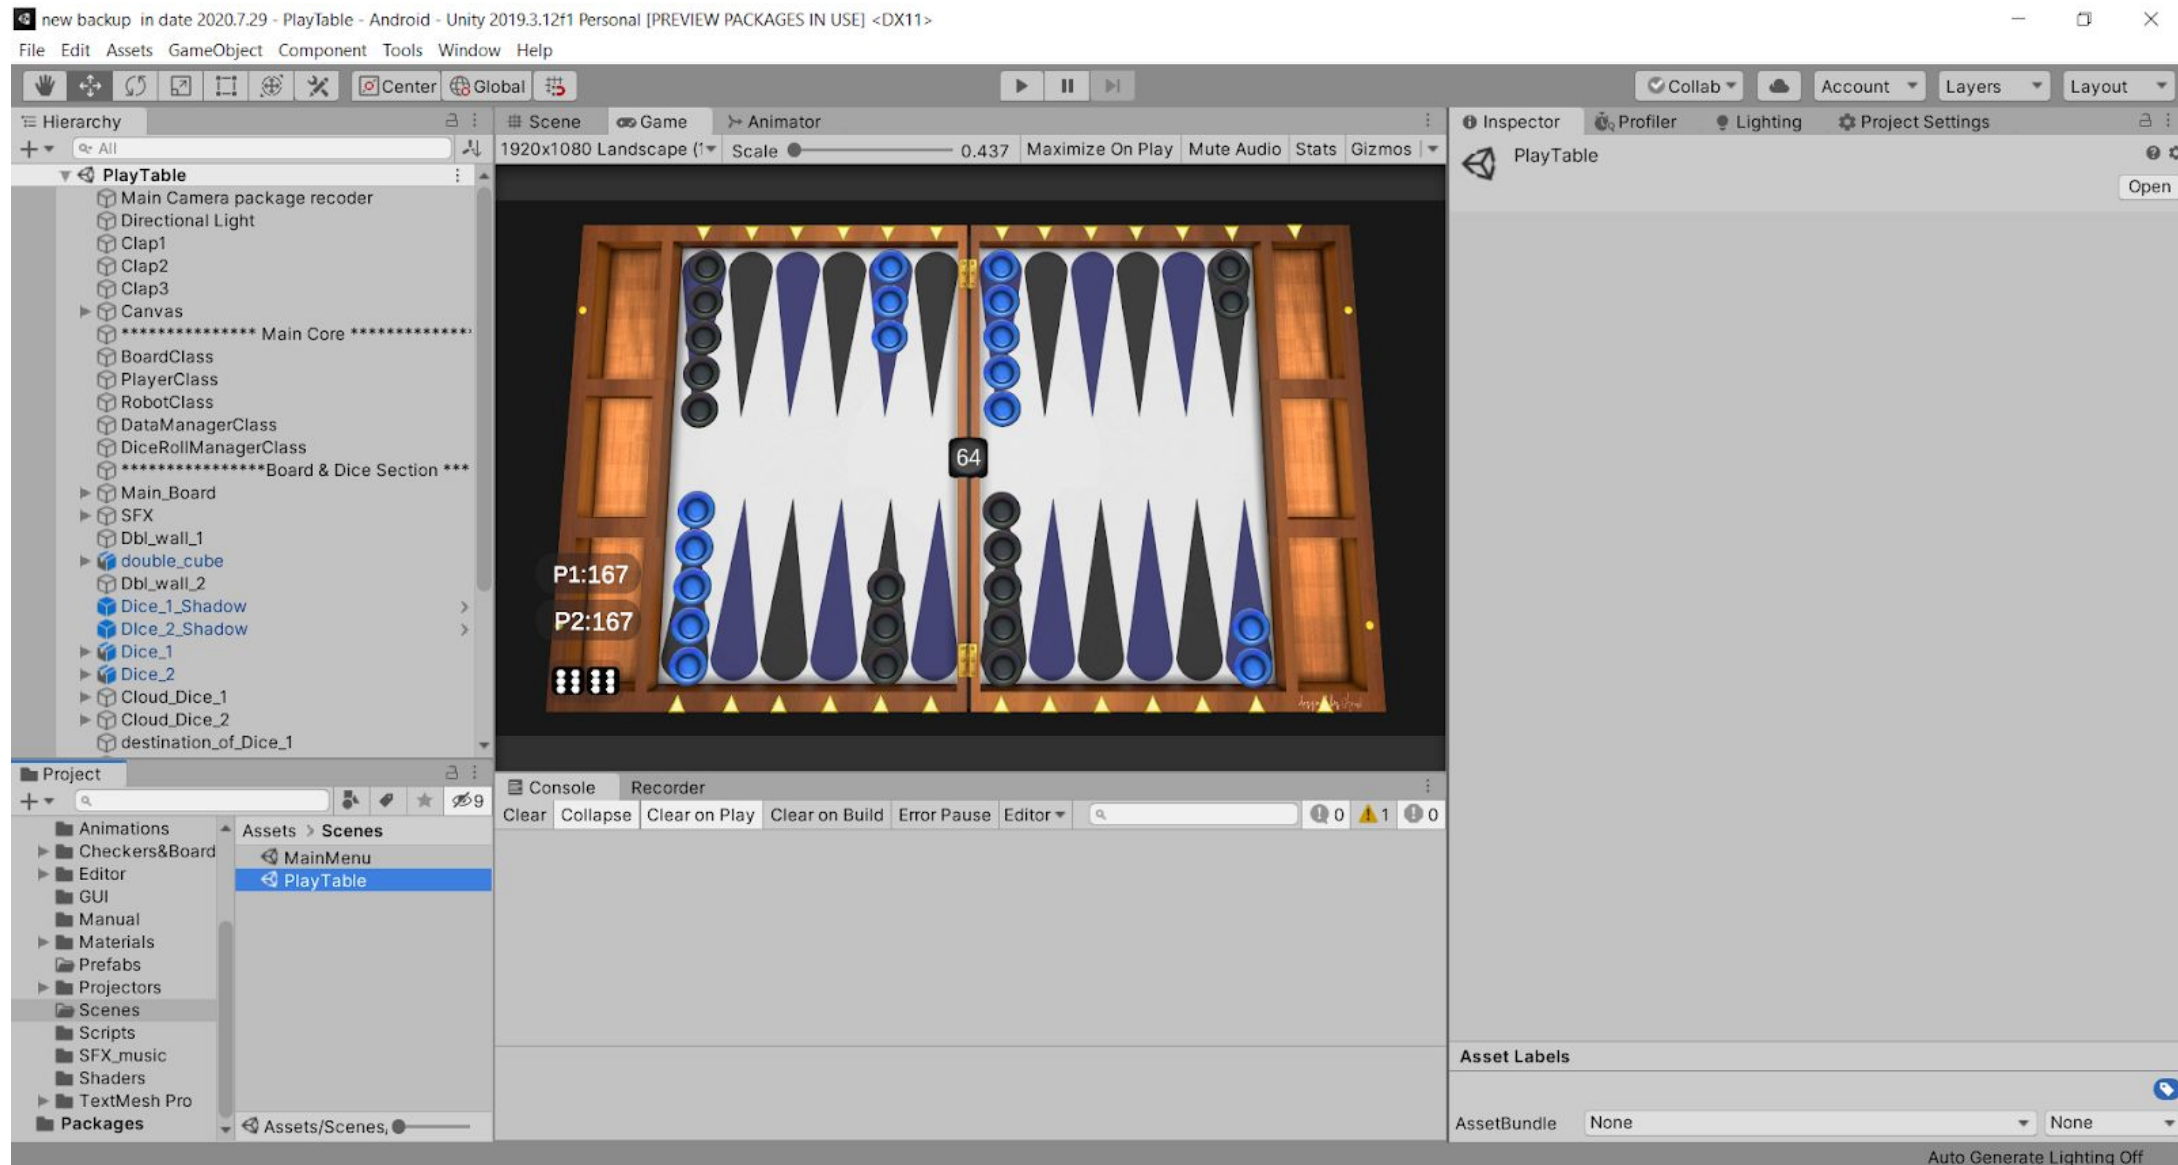 new backup  in date 2020.7.29 - PlayTable - Android - Unity 2019.3.12f1 Personal [PREVIEW PACKAGES IN USE] <DX11>
File Edit Assets GameObject Component Tools Window Help
Center Global Collab Account Layers Layout
Hierarchy
All
PlayTable
Main Camera package recoder
Directional Light
Clap1
Clap2
Clap3
Canvas
*************** Main Core *************
BoardClass
PlayerClass
RobotClass
DataManagerClass
DiceRollManagerClass
****************Board & Dice Section ***
Main_Board
SFX
Dbl_wall_1
double_cube
Dbl_wall_2
Dice_1_Shadow
DIce_2_Shadow
Dice_1
Dice_2
Cloud_Dice_1
Cloud_Dice_2
destination_of_Dice_1
Scene Game Animator
1920x1080 Landscape (1 Scale 0.437 Maximize On Play Mute Audio Stats Gizmos
64
P1:167
P2:167
Inspector Profiler Lighting Project Settings
PlayTable
Open
Project
9
Animations
Checkers&Board
Editor
GUI
Manual
Materials
Prefabs
Projectors
Scenes
Scripts
SFX_music
Shaders
TextMesh Pro
Packages
Assets > Scenes
MainMenu
PlayTable
Assets/Scenes,
Console Recorder
Clear Collapse Clear on Play Clear on Build Error Pause Editor 0 1 0
Asset Labels
AssetBundle None None
Auto Generate Lighting Off